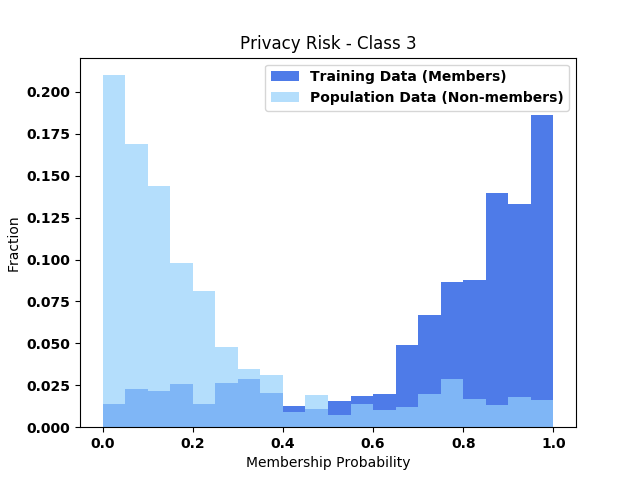 Privacy Risk - Class 3
Training Data (Members)
Population Data (Non-members)
Fraction
0.200
0.175
0.150
0.125
0.100
0.075
0.050
0.025
0.000
0.0 0.2 0.4 0.6 0.8 1.0
Membership Probability